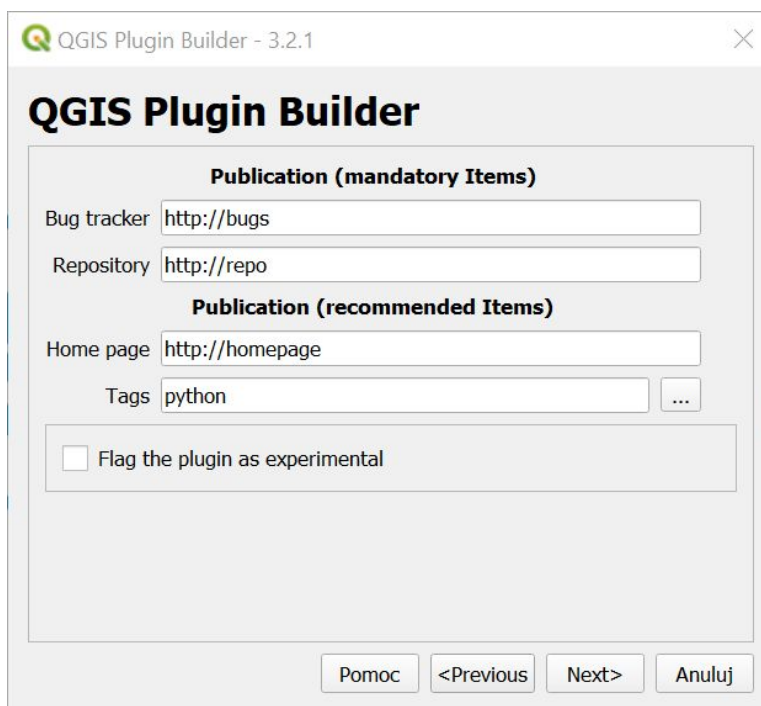 QGIS Plugin Builder - 3.2.1
QGIS Plugin Builder
Publication (mandatory Items)
Bug tracker http://bugs
Repository http://repo
Publication (recommended Items)
Home page http://homepage
Tags python ...
Flag the plugin as experimental
Pomoc <Previous Next> Anuluj